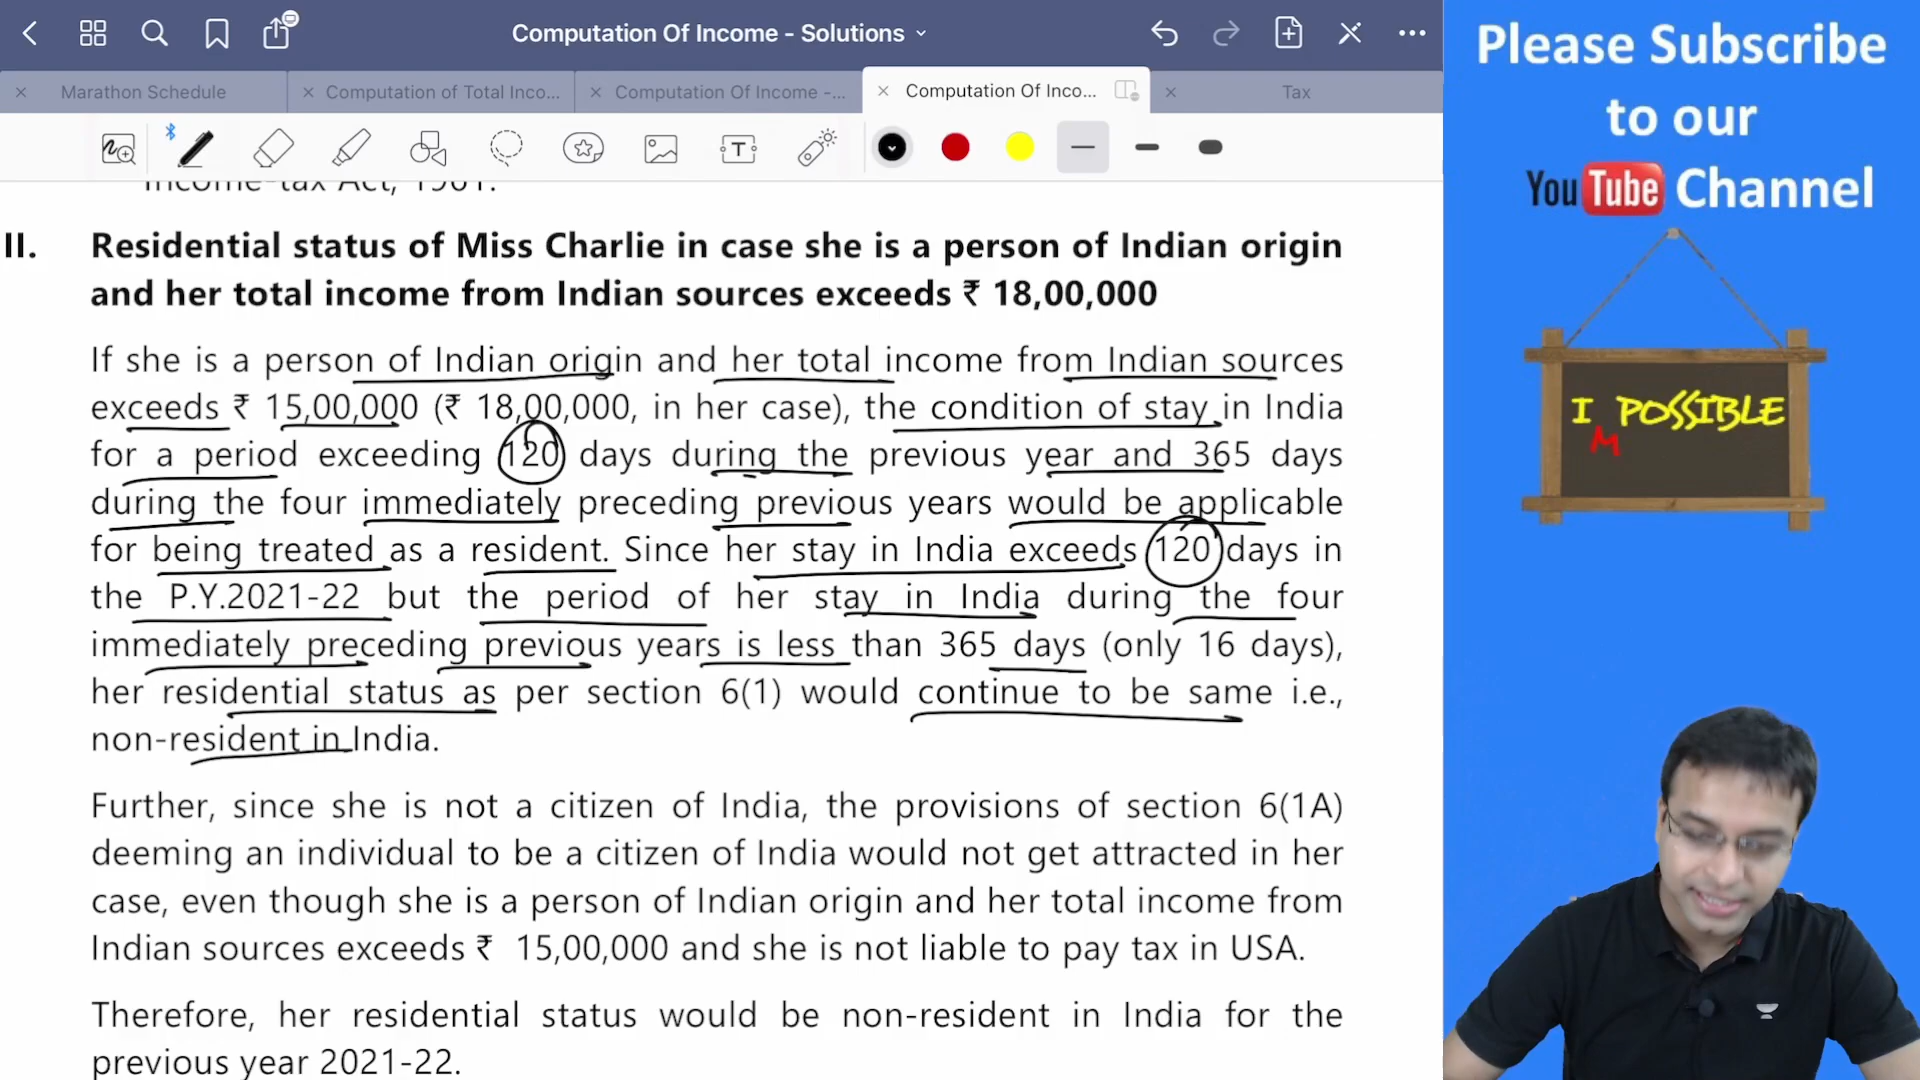 Computation Of Income - Solutions
Marathon Schedule
Computation of Total Inco...
Computation Of Income -...
Computation Of Inco...
Tax
Income-tax Act, 1961.
II. Residential status of Miss Charlie in case she is a person of Indian origin
and her total income from Indian sources exceeds ₹ 18,00,000
If she is a person of Indian origin and her total income from Indian sources
exceeds ₹ 15,00,000 (₹ 18,00,000, in her case), the condition of stay in India
for a period exceeding 120 days during the previous year and 365 days
during the four immediately preceding previous years would be applicable
for being treated as a resident. Since her stay in India exceeds 120 days in
the P.Y.2021-22 but the period of her stay in India during the four
immediately preceding previous years is less than 365 days (only 16 days),
her residential status as per section 6(1) would continue to be same i.e.,
non-resident in India.
Further, since she is not a citizen of India, the provisions of section 6(1A)
deeming an individual to be a citizen of India would not get attracted in her
case, even though she is a person of Indian origin and her total income from
Indian sources exceeds ₹ 15,00,000 and she is not liable to pay tax in USA.
Therefore, her residential status would be non-resident in India for the
previous year 2021-22.
Please Subscribe
to our
YouTube Channel
I POSSIBLE
M